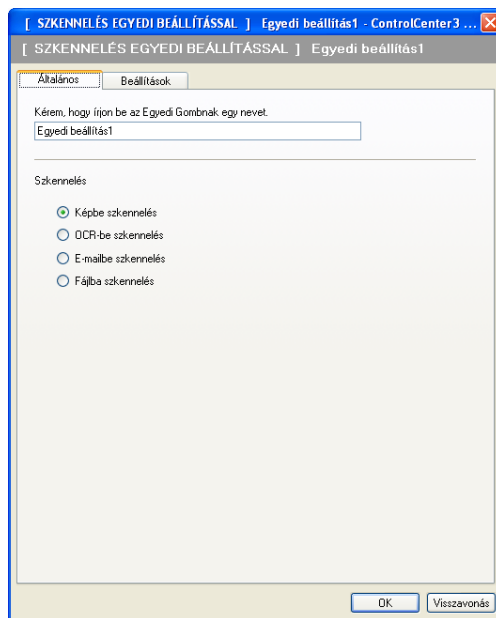 [ SZKENNELÉS EGYEDI BEÁLLÍTÁSSAL ] Egyedi beállítás1 - ControlCenter3 ...
[ SZKENNELÉS EGYEDI BEÁLLÍTÁSSAL ] Egyedi beállítás1
Általános Beállítások
Kérem, hogy írjon be az Egyedi Gombnak egy nevet.
Egyedi beállítás1
Szkennelés
Képbe szkennelés
OCR-be szkennelés
E-mailbe szkennelés
Fájlba szkennelés
OK Visszavonás